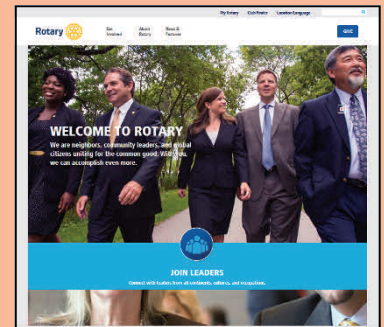 My Rotary Club Finder Location/Language
Rotary
Get Involved
About Rotary
News & Features
GIVE
WELCOME TO ROTARY
We are neighbors, community leaders, and global
citizens uniting for the common good. With you,
we can accomplish even more.
JOIN LEADERS
Connect with leaders from all continents, cultures, and occupations.